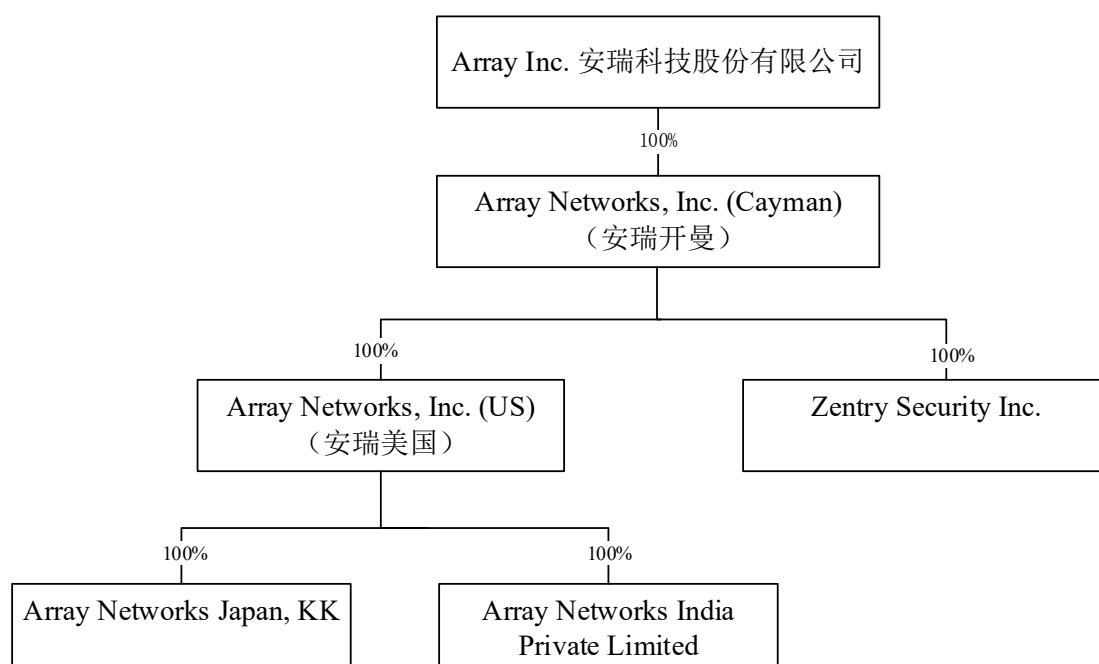 Array Inc. 安瑞科技股份有限公司
100%
Array Networks, Inc. (Cayman)
（安瑞开曼）
100%
100%
Array Networks, Inc. (US)
（安瑞美国）
Zentry Security Inc.
100%
100%
Array Networks Japan, KK
Array Networks India
Private Limited